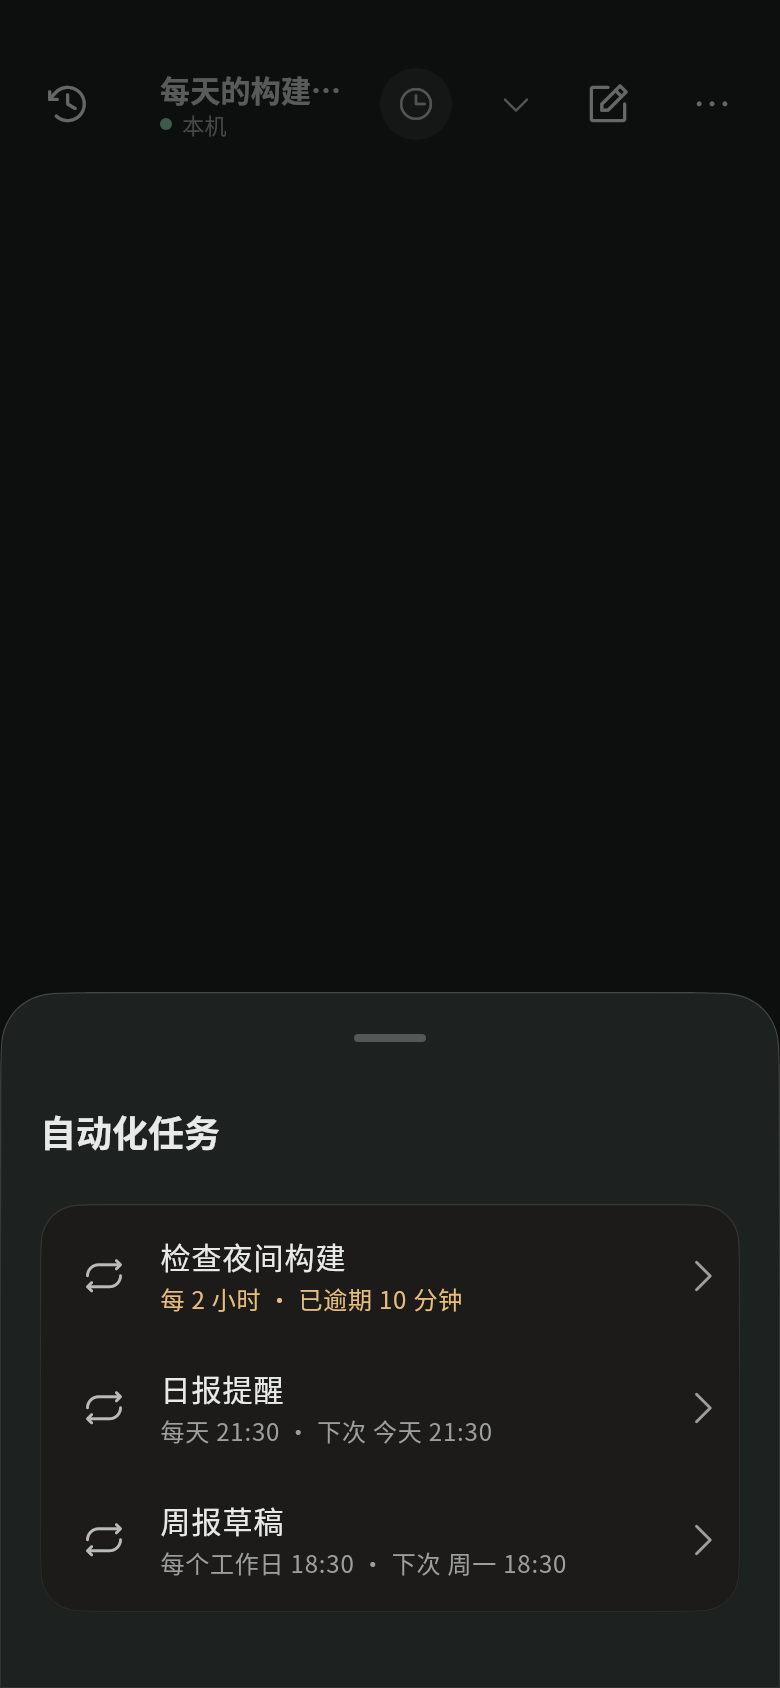 每天的构建…
本机
自动化任务
检查夜间构建
每 2 小时 · 已逾期 10 分钟
日报提醒
每天 21:30 · 下次 今天 21:30
周报草稿
每个工作日 18:30 · 下次 周一 18:30